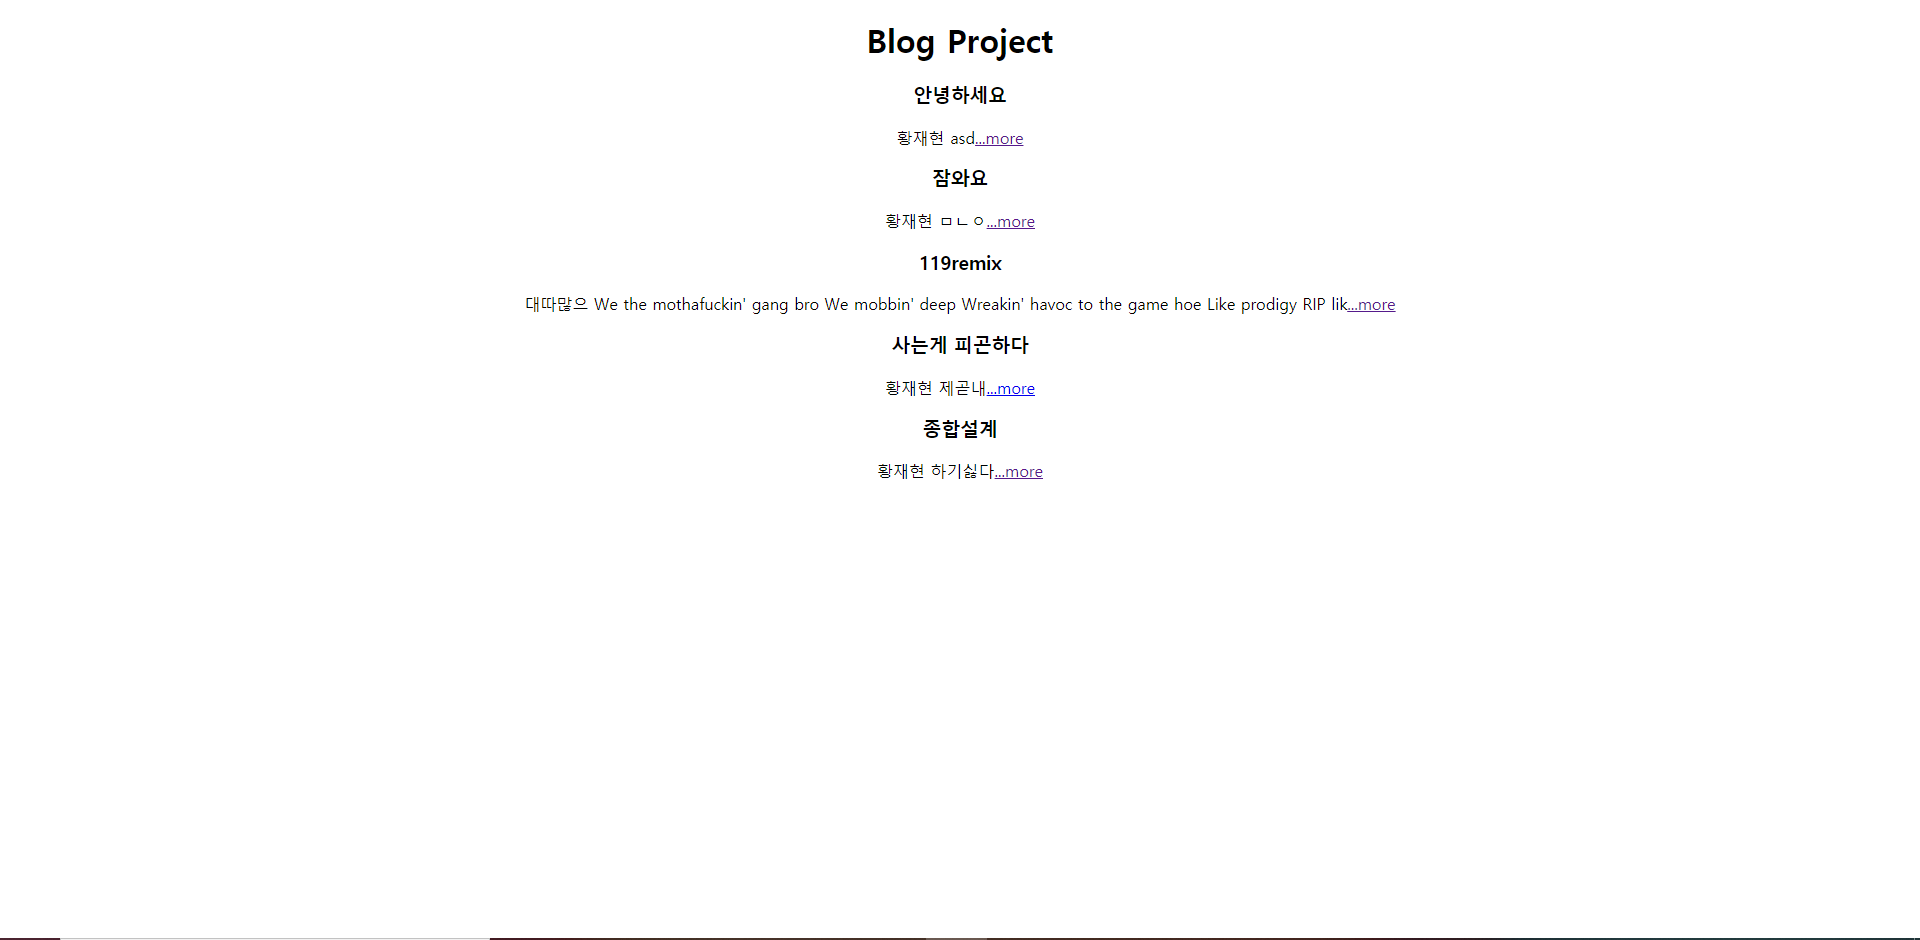 Blog Project
안녕하세요
황재현 asd...more
잠와요
황재현 ㅁㄴㅇ...more
119remix
대따많으 We the mothafuckin' gang bro We mobbin' deep Wreakin' havoc to the game hoe Like prodigy RIP lik...more
사는게 피곤하다
황재현 제곧내...more
종합설계
황재현 하기싫다...more